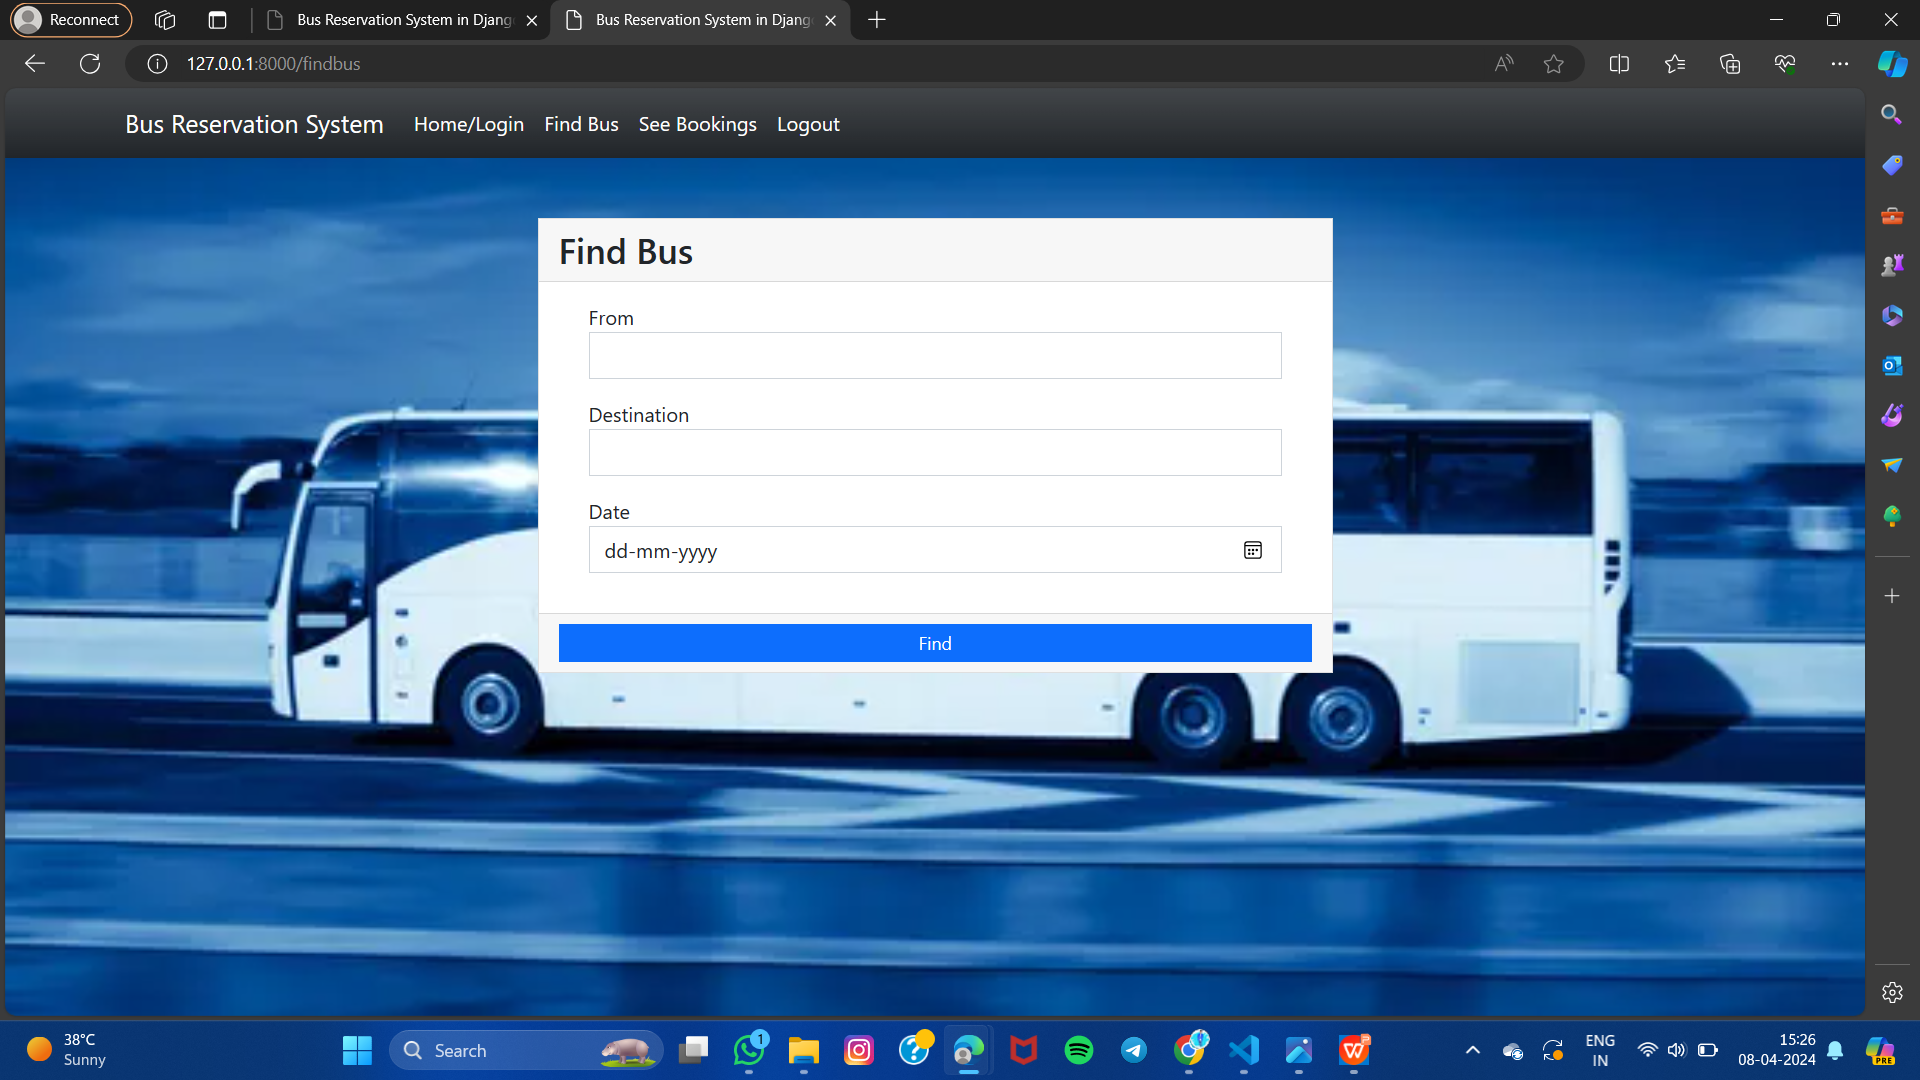 Reconnect
Bus Reservation System in Djang
Bus Reservation System in Djang
127.0.0.1:8000/findbus
Bus Reservation System
Home/Login
Find Bus
See Bookings
Logout
Find Bus
From
Destination
Date
dd-mm-yyyy
Find
38°C
Sunny
Search
1
ENG
IN
15:26
08-04-2024
PRE